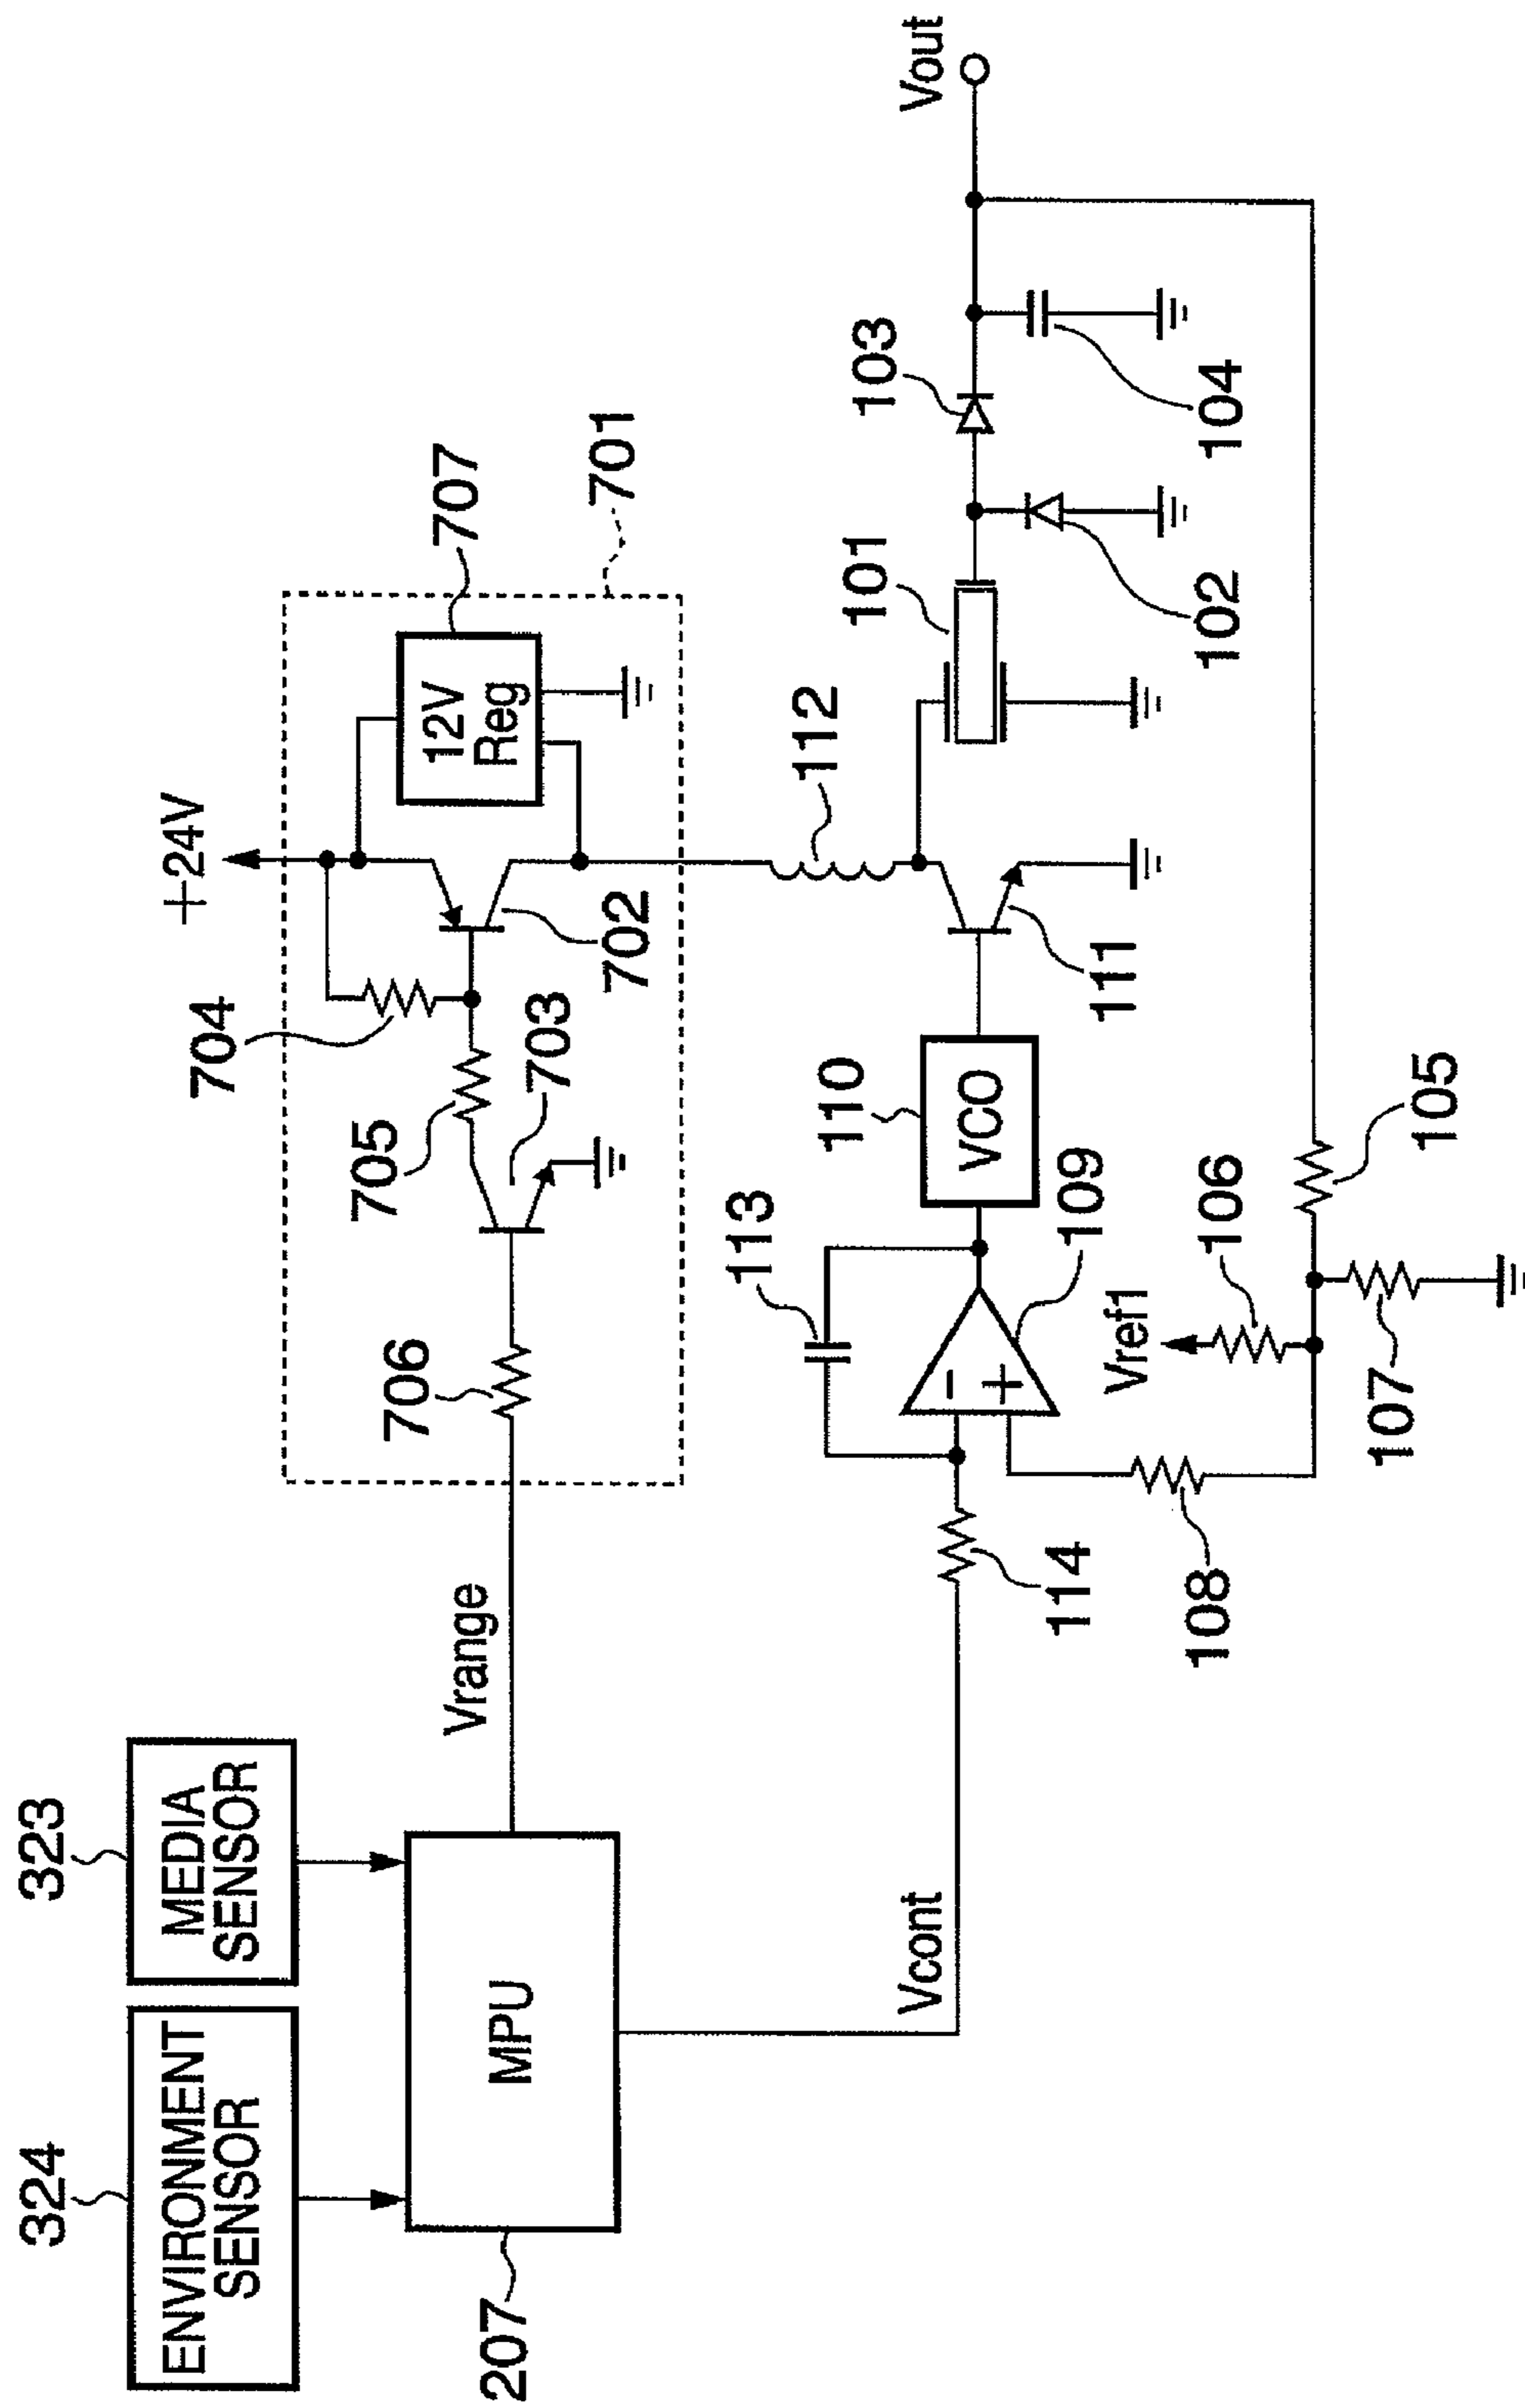 324
ENVIRONMENT
SENSOR
323
MEDIA
SENSOR
207
MPU
Vrange
Vcont
+24V
704
705
706
703
702
12V
Reg
707
701
112
101
103
102
104
Vout
111
110
VCO
113
109
114
108
Vref1
106
107
105